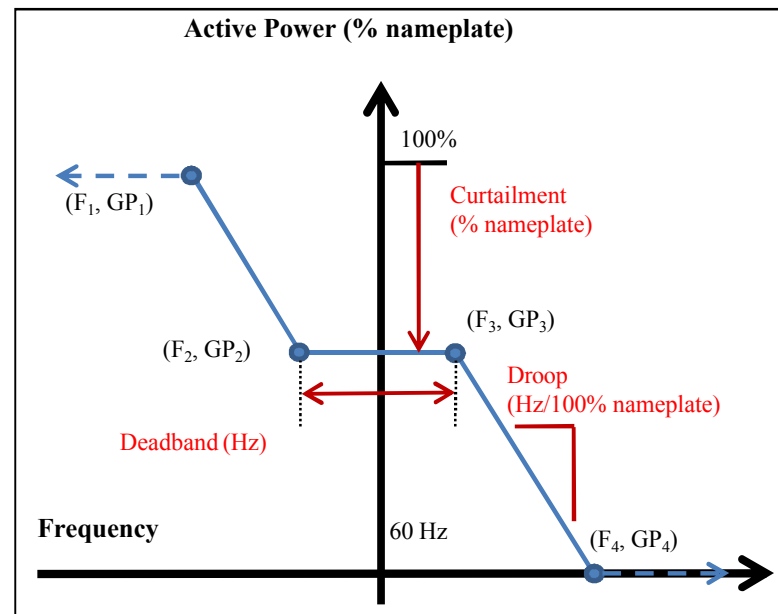 Active Power (% nameplate)
100%
(F₁, GP₁)
Curtailment
(% nameplate)
(F₂, GP₂)
(F₃, GP₃)
Droop
(Hz/100% nameplate)
Deadband (Hz)
Frequency
60 Hz
(F₄, GP₄)